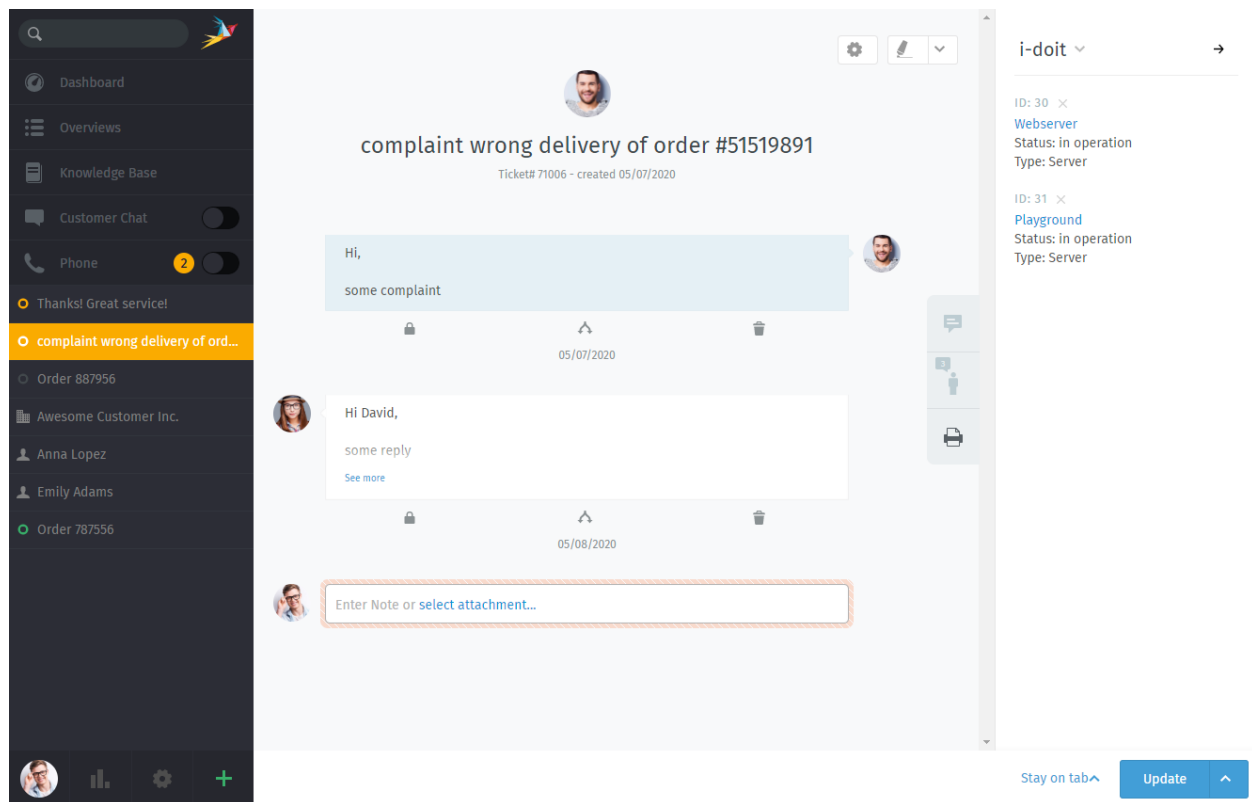 Dashboard
Overviews
Knowledge Base
Customer Chat
Phone 2
Thanks! Great service!
complaint wrong delivery of ord...
Order 887956
Awesome Customer Inc.
Anna Lopez
Emily Adams
Order 787556
complaint wrong delivery of order #51519891
Ticket# 71006 - created 05/07/2020
Hi,
some complaint
05/07/2020
Hi David,
some reply
See more
05/08/2020
Enter Note or select attachment...
3
i-doit
ID: 30
Webserver
Status: in operation
Type: Server
ID: 31
Playground
Status: in operation
Type: Server
Stay on tab
Update